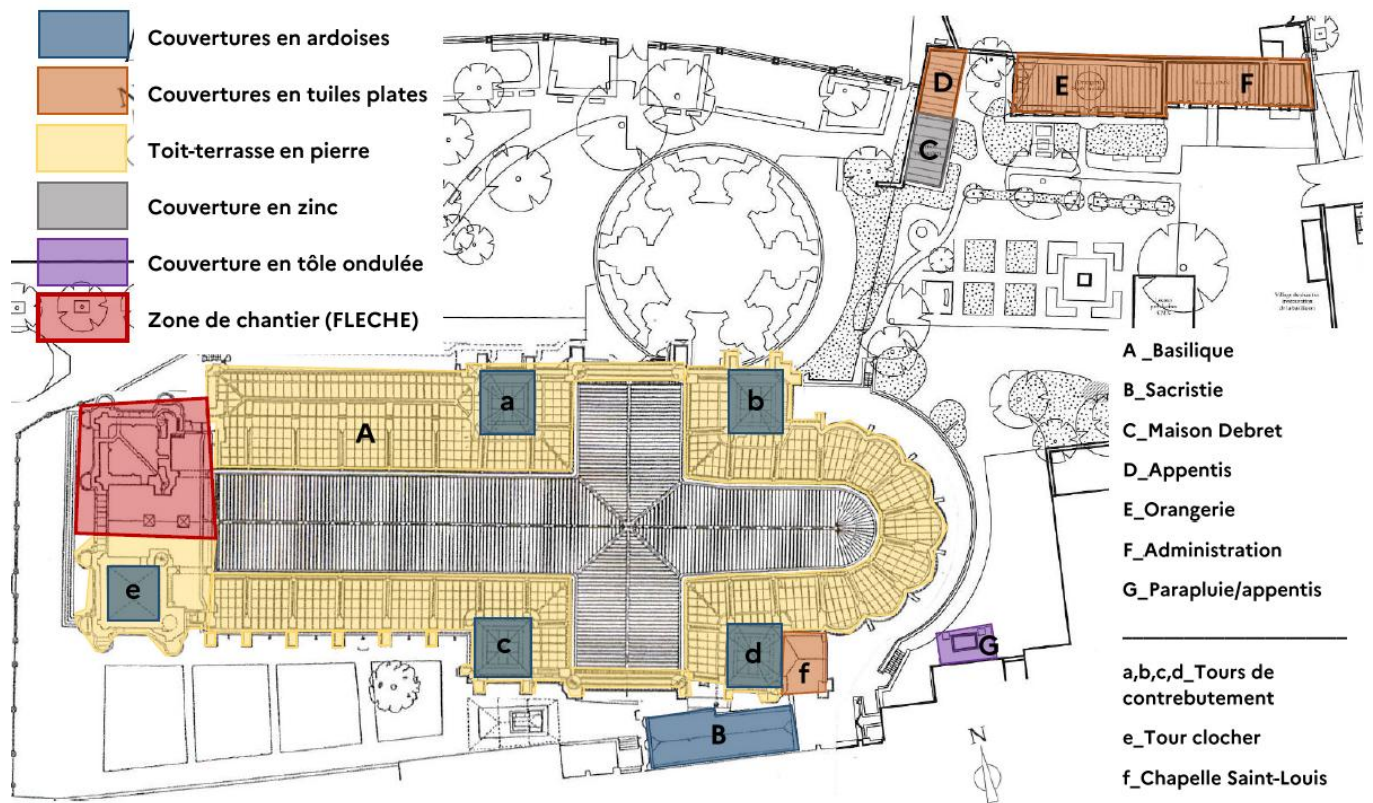 Couvertures en ardoises
Couvertures en tuiles plates
Toit-terrasse en pierre
Couverture en zinc
Couverture en tôle ondulée
Zone de chantier (FLECHE)
D
E
F
C
A
a
b
e
c
d
f
G
B
N
A _Basilique
B_Sacristie
C_Maison Debret
D_Appentis
E_Orangerie
F_Administration
G_Parapluie/appentis
a,b,c,d_Tours de
contrebutement
e_Tour clocher
f_Chapelle Saint-Louis